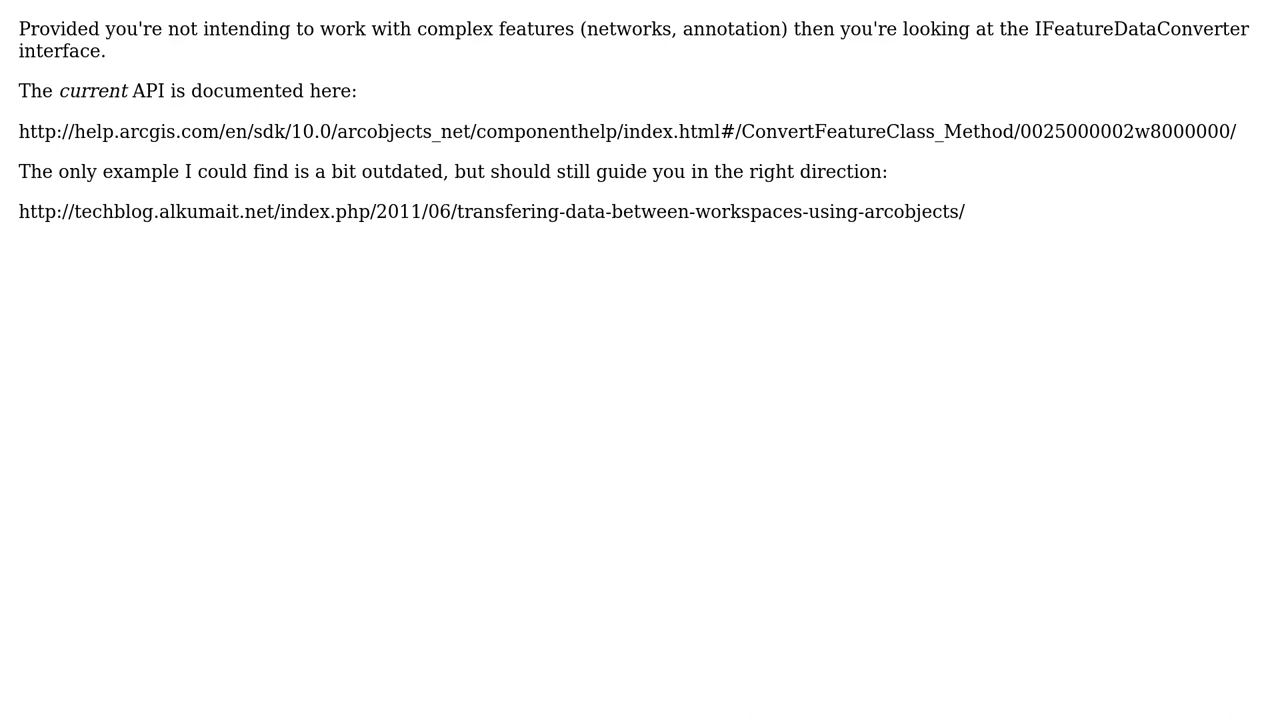 Provided you're not intending to work with complex features (networks, annotation) then you're looking at the IFeatureDataConverter
interface.
The current API is documented here:
http://help.arcgis.com/en/sdk/10.0/arcobjects_net/componenthelp/index.html#/ConvertFeatureClass_Method/0025000002w8000000/
The only example I could find is a bit outdated, but should still guide you in the right direction:
http://techblog.alkumait.net/index.php/2011/06/transfering-data-between-workspaces-using-arcobjects/